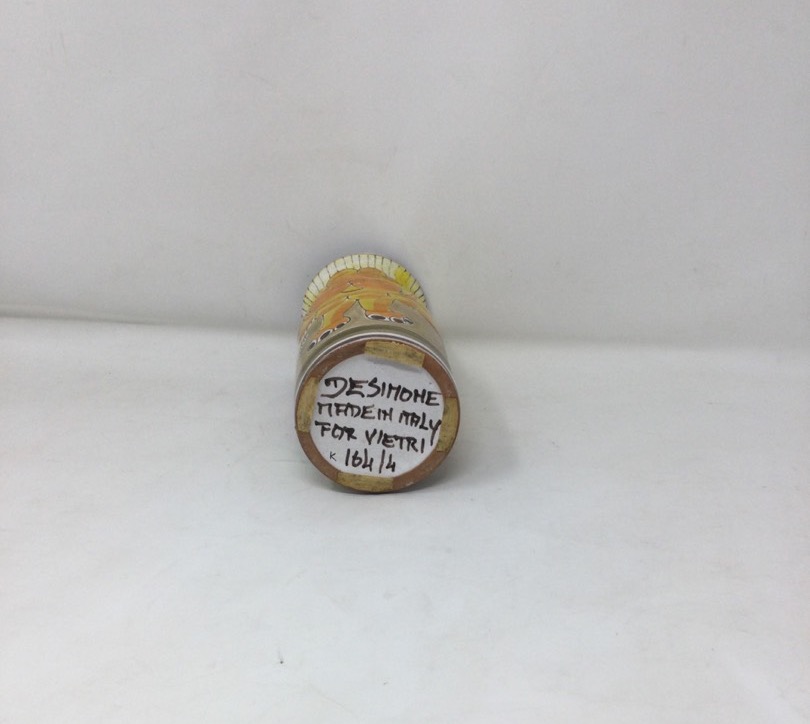 DESIMONE
MADE IN ITALY
FOR VIETRI
K 164/4